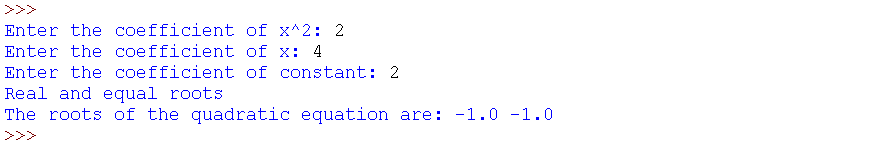 >>>
Enter the coefficient of x^2: 2
Enter the coefficient of x: 4
Enter the coefficient of constant: 2
Real and equal roots
The roots of the quadratic equation are: -1.0 -1.0
>>>